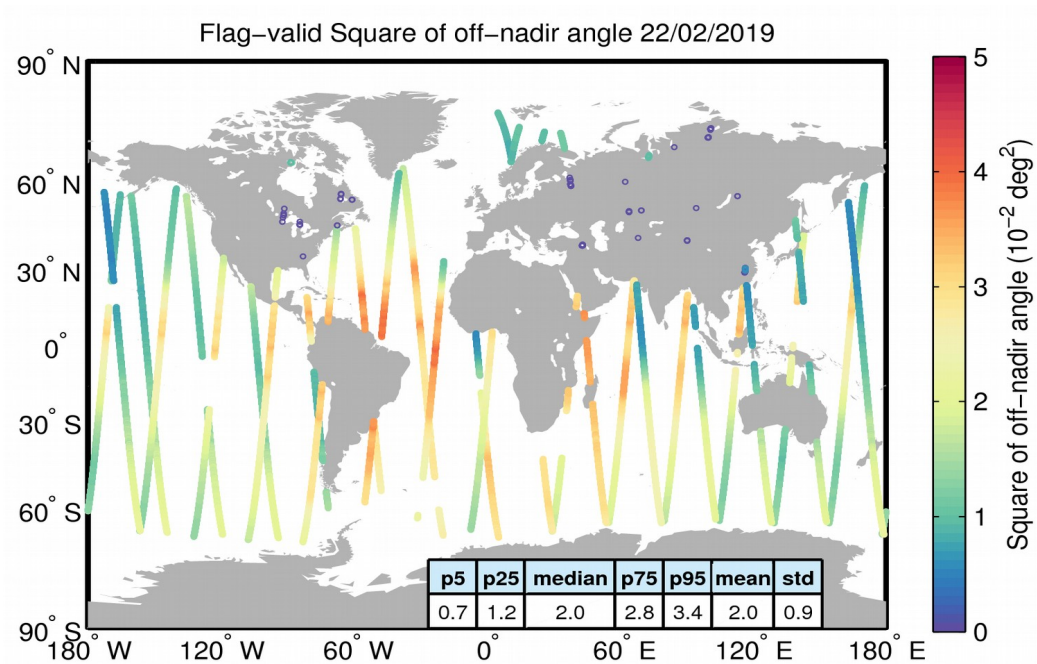 Flag−valid Square of off−nadir angle 22/02/2019
90° N
60° N
30° N
0°
30° S
60° S
90° S
180° W
120° W
60° W
0°
60° E
120° E
180° E
p5 p25 median p75 p95 mean std
0.7 1.2 2.0 2.8 3.4 2.0 0.9
5
4
3
2
1
0
Square of off−nadir angle (10⁻² deg²)